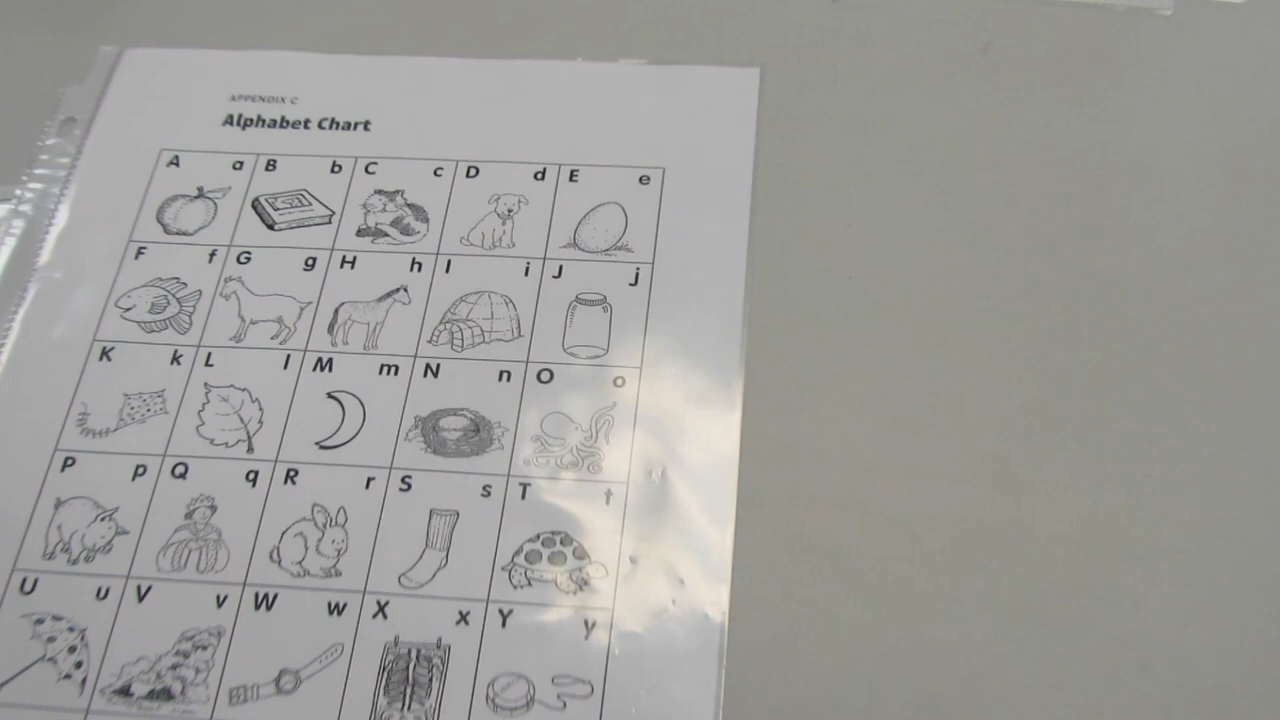 APPENDIX C
Alphabet Chart
A a B b C c D d E e
F f G g H h I i J j
K k L l M m N n O o
P p Q q R r S s T t
U u V v W w X x Y y